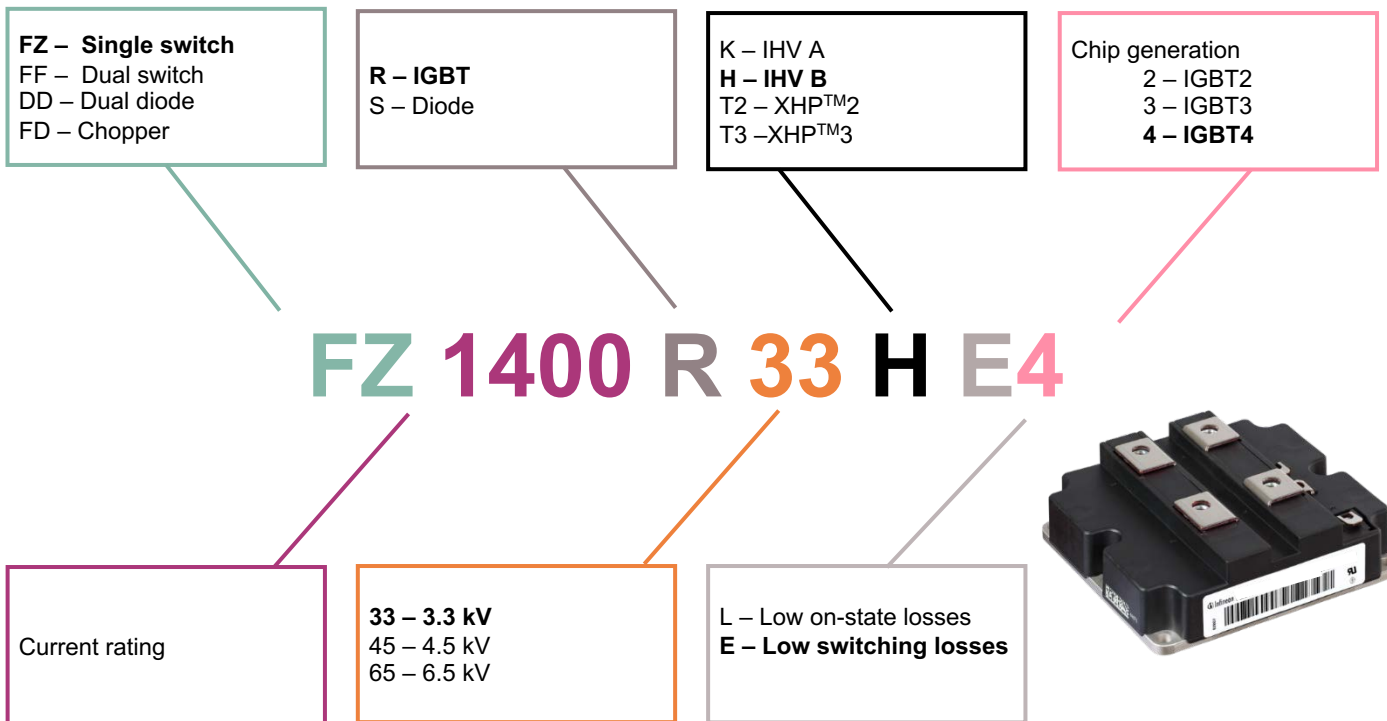 FZ – Single switch
FF – Dual switch
DD – Dual diode
FD – Chopper
R – IGBT
S – Diode
K – IHV A
H – IHV B
T2 – XHP™2
T3 –XHP™3
Chip generation
2 – IGBT2
3 – IGBT3
4 – IGBT4
FZ 1400 R 33 H E4
Current rating
33 – 3.3 kV
45 – 4.5 kV
65 – 6.5 kV
L – Low on-state losses
E – Low switching losses
Infineon